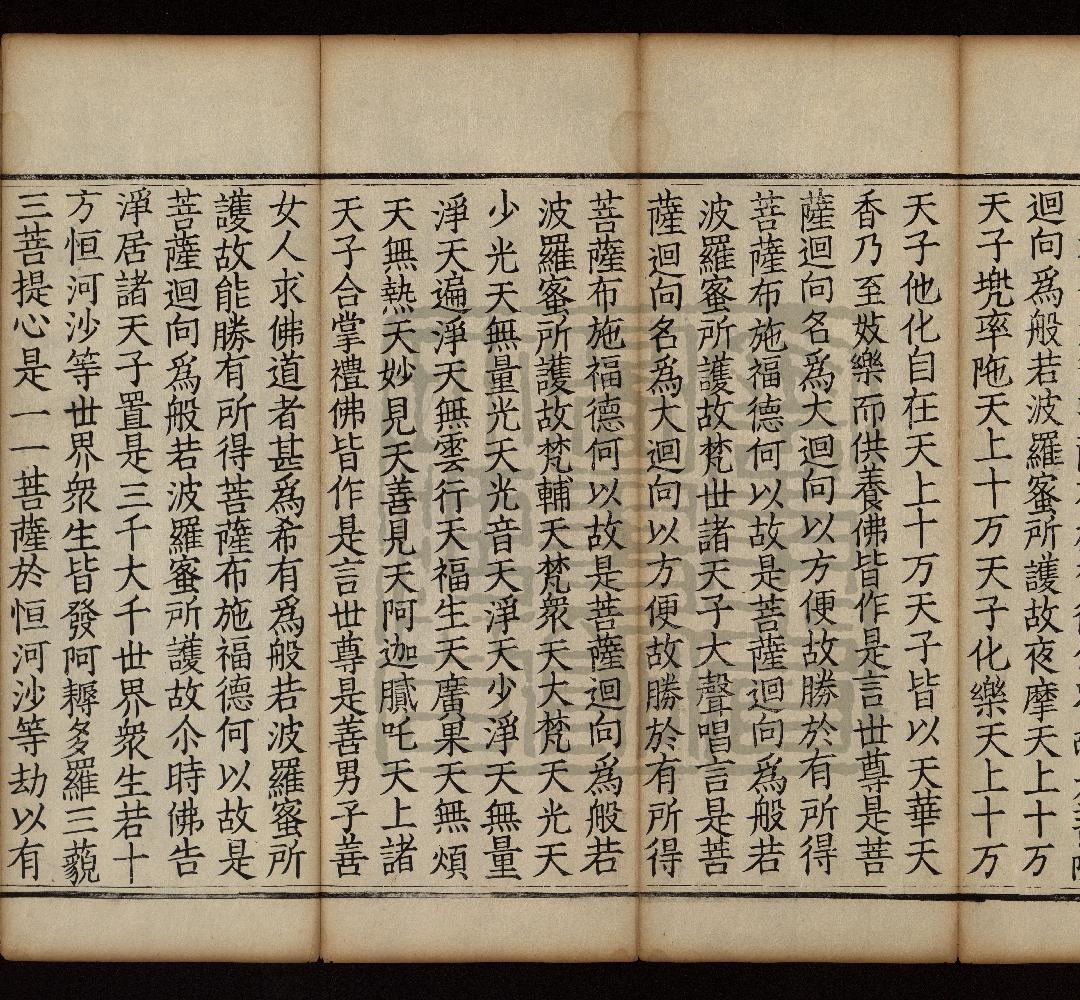 迴向爲般若波羅蜜所護故夜摩天上十万
天子兠率陁天上十万天子化樂天上十万
天子他化自在天上十万天子皆以天華天
香乃至妓樂而供養佛皆作是言世尊是菩
薩迴向名爲大迴向以方便故勝於有所得
菩薩布施福德何以故是菩薩迴向爲般若
波羅蜜所護故梵世諸天子大聲唱言是菩
薩迴向名爲大迴向以方便故勝於有所得
菩薩布施福德何以故是菩薩迴向爲般若
波羅蜜所護故梵輔天梵衆天大梵天光天
少光天無量光天光音天淨天少淨天無量
淨天遍淨天無雲行天福生天廣果天無煩
天無熱天妙見天善見天阿迦膩吒天上諸
天子合掌禮佛皆作是言世尊是善男子善
女人求佛道者甚爲希有爲般若波羅蜜所
護故能勝有所得菩薩布施福德何以故是
菩薩迴向爲般若波羅蜜所護故尒時佛告
淨居諸天子置是三千大千世界衆生若十
方恒河沙等世界衆生皆發阿耨多羅三藐
三菩提心是一一菩薩於恒河沙等劫以有